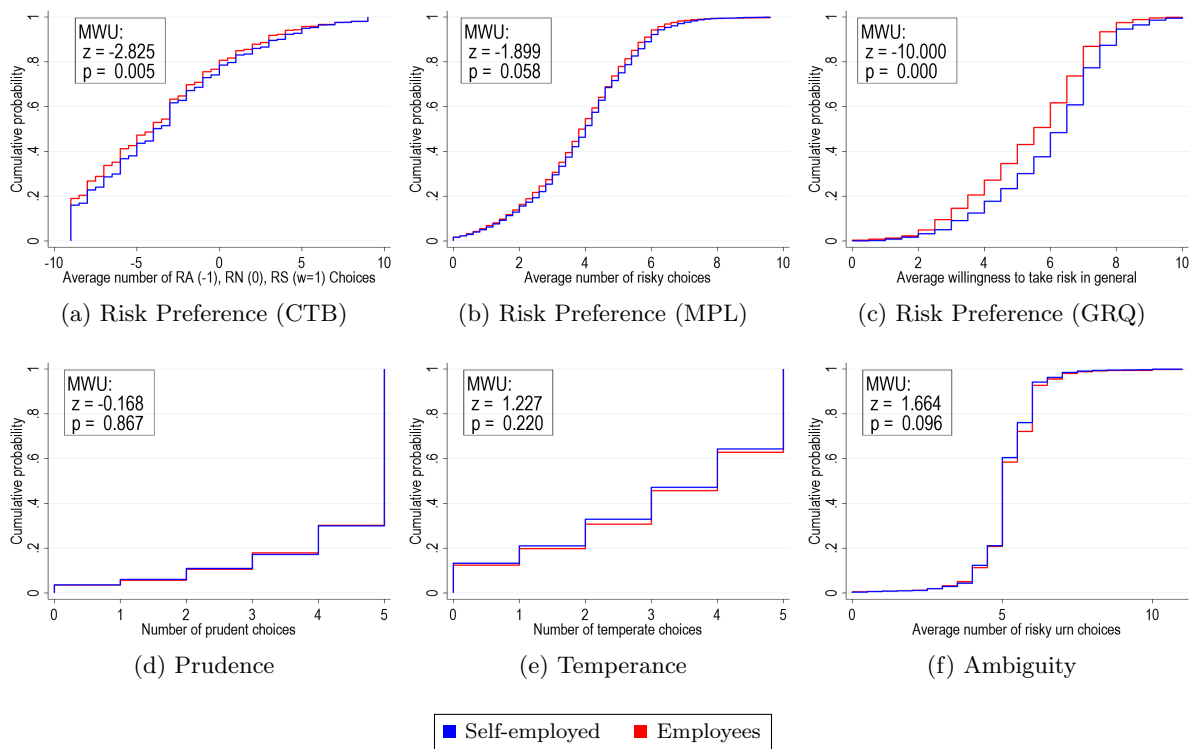 MWU:
z = -2.825
p = 0.005
Cumulative probability
0 .2 .4 .6 .8 1
-10 -5 0 5 10
Average number of RA (-1), RN (0), RS (w=1) Choices
(a) Risk Preference (CTB)
MWU:
z = -1.899
p = 0.058
Cumulative probability
0 .2 .4 .6 .8 1
0 2 4 6 8 10
Average number of risky choices
(b) Risk Preference (MPL)
MWU:
z = -10.000
p = 0.000
Cumulative probability
0 .2 .4 .6 .8 1
0 2 4 6 8 10
Average willingness to take risk in general
(c) Risk Preference (GRQ)
MWU:
z = -0.168
p = 0.867
Cumulative probability
0 .2 .4 .6 .8 1
0 1 2 3 4 5
Number of prudent choices
(d) Prudence
MWU:
z = 1.227
p = 0.220
Cumulative probability
0 .2 .4 .6 .8 1
0 1 2 3 4 5
Number of temperate choices
(e) Temperance
MWU:
z = 1.664
p = 0.096
Cumulative probability
0 .2 .4 .6 .8 1
0 5 10
Average number of risky urn choices
(f) Ambiguity
Self-employed Employees